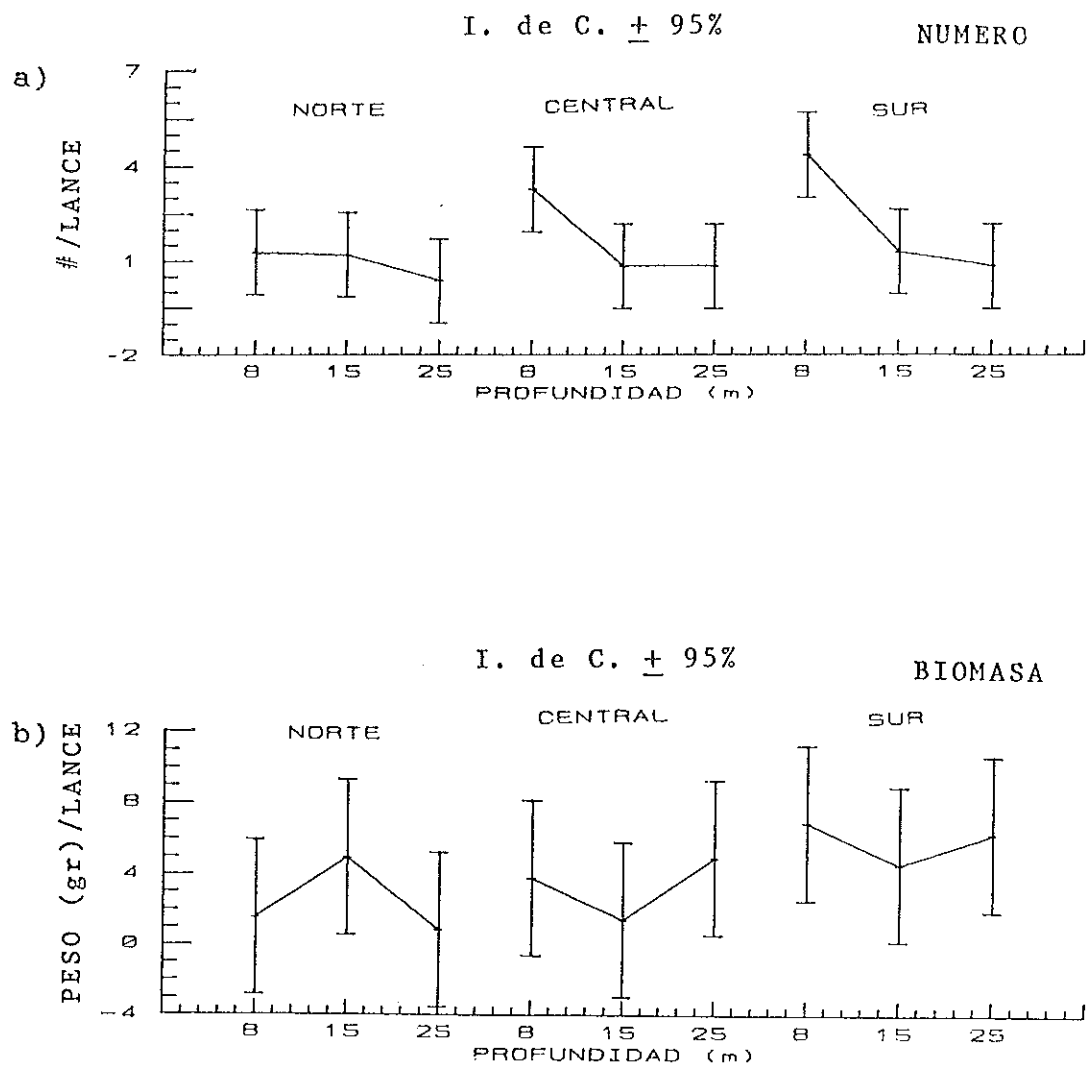 I. de C. ± 95%
NUMERO
a)
7
NORTE
CENTRAL
SUR
4
1
-2
#/LANCE
8 15 25 8 15 25 8 15 25
PROFUNDIDAD (m)
I. de C. ± 95%
BIOMASA
b)
12
NORTE
CENTRAL
SUR
8
4
0
-4
PESO (gr)/LANCE
8 15 25 8 15 25 8 15 25
PROFUNDIDAD (m)